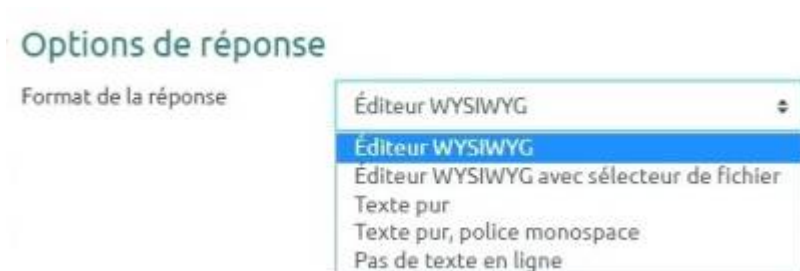 Options de réponse
Format de la réponse
Éditeur WYSIWYG
Éditeur WYSIWYG
Éditeur WYSIWYG avec sélecteur de fichier
Texte pur
Texte pur, police monospace
Pas de texte en ligne